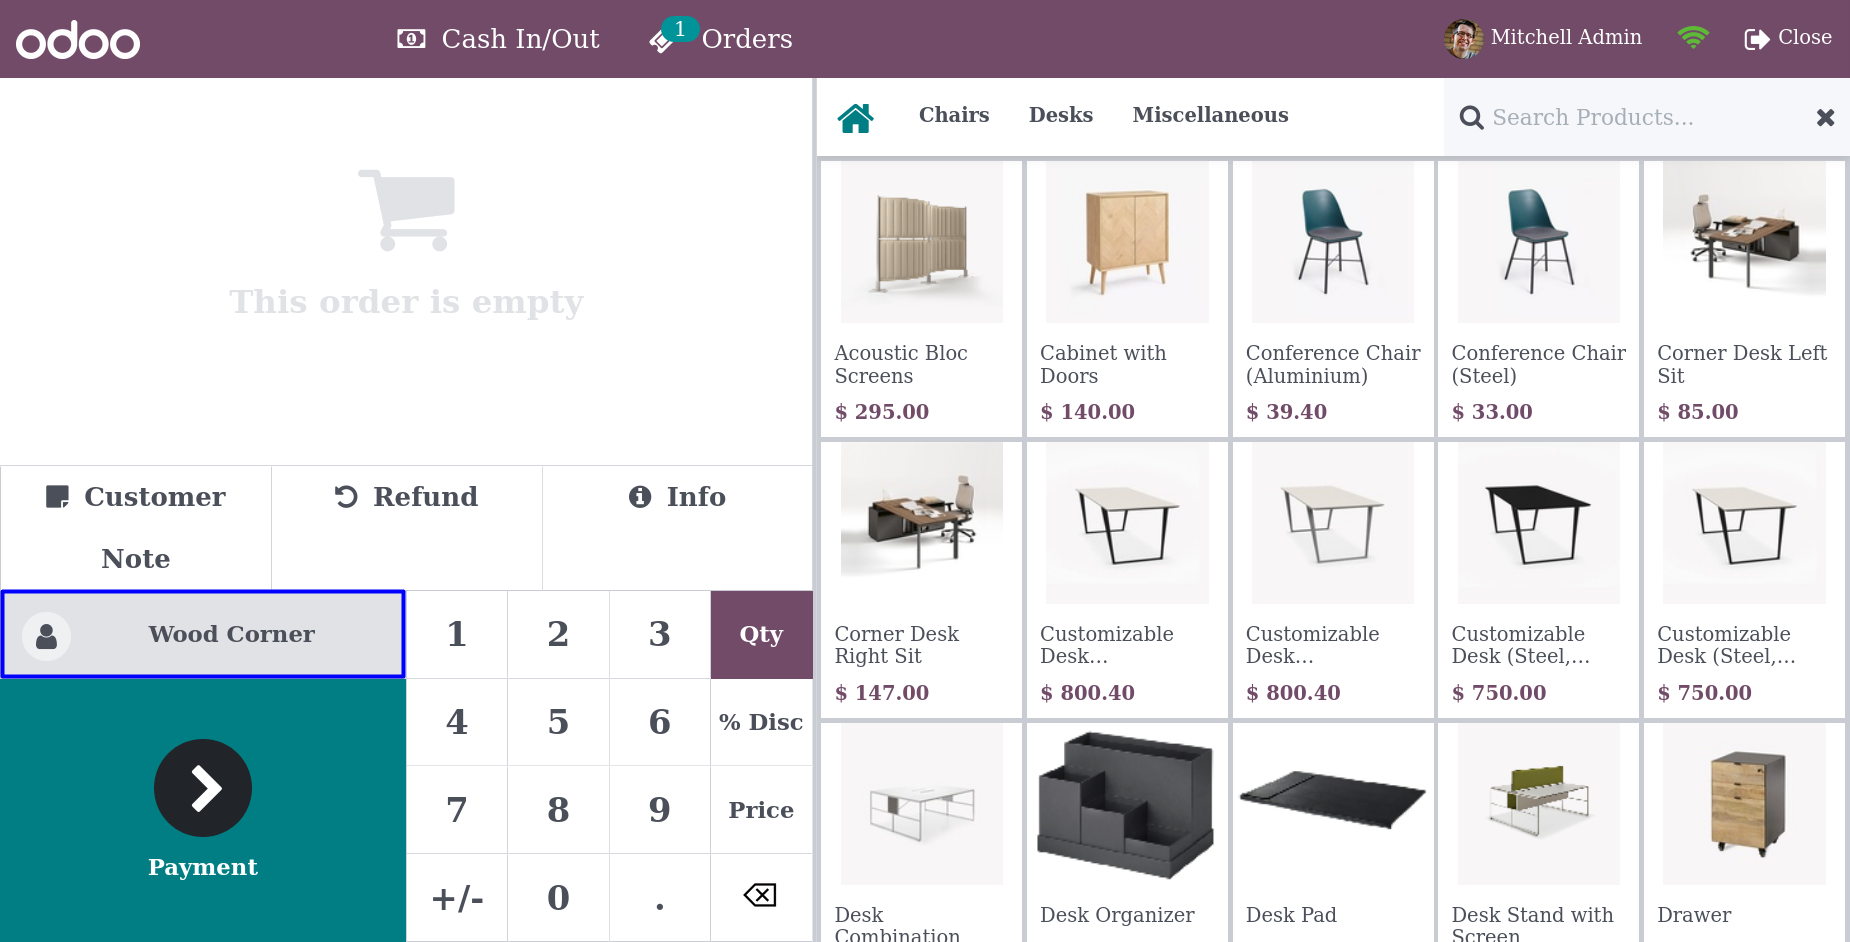 odoo
Cash In/Out
1
Orders
Mitchell Admin
Close
This order is empty
Customer
Note
Refund
Info
Wood Corner
Payment
1 2 3 Qty
4 5 6 % Disc
7 8 9 Price
+/- 0 .
Chairs Desks Miscellaneous
Search Products...
Acoustic Bloc
Screens
$ 295.00
Cabinet with
Doors
$ 140.00
Conference Chair
(Aluminium)
$ 39.40
Conference Chair
(Steel)
$ 33.00
Corner Desk Left
Sit
$ 85.00
Corner Desk
Right Sit
$ 147.00
Customizable
Desk...
$ 800.40
Customizable
Desk...
$ 800.40
Customizable
Desk (Steel,...
$ 750.00
Customizable
Desk (Steel,...
$ 750.00
Desk
Combination
Desk Organizer
Desk Pad
Desk Stand with
Screen
Drawer